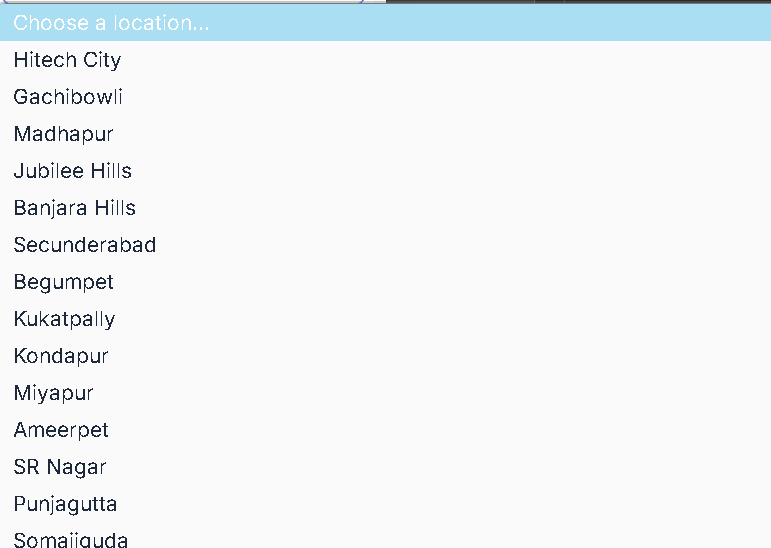 Choose a location...
Hitech City
Gachibowli
Madhapur
Jubilee Hills
Banjara Hills
Secunderabad
Begumpet
Kukatpally
Kondapur
Miyapur
Ameerpet
SR Nagar
Punjagutta
Somajiguda